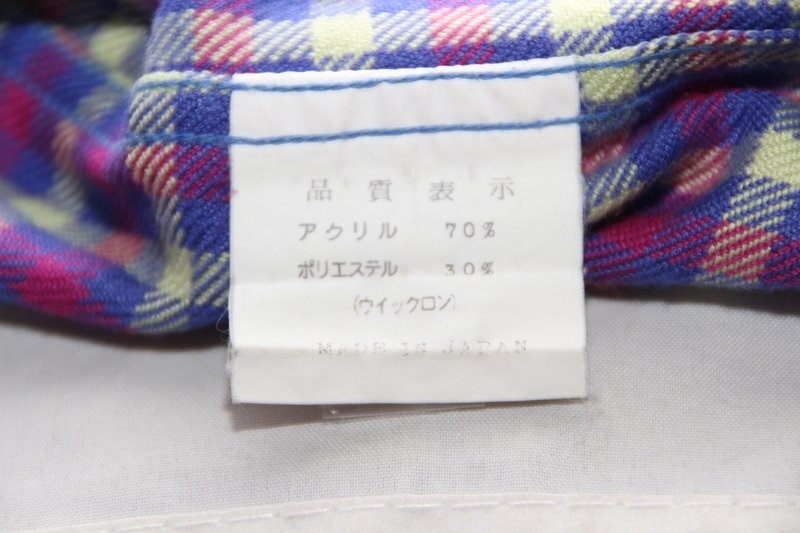 品質表示
アクリル 70%
ポリエステル 30%
(ウイックロン)
MADE IN JAPAN